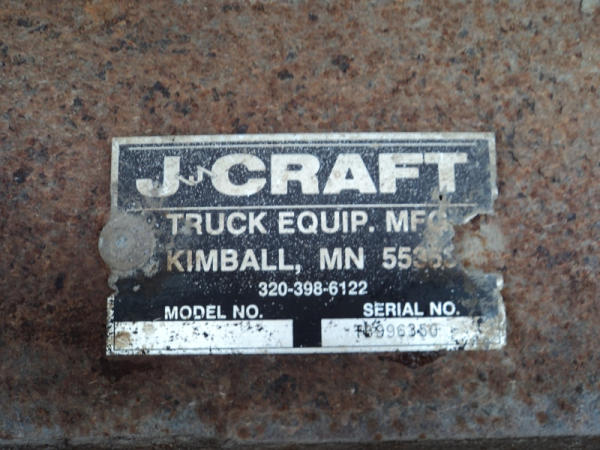 J-CRAFT
TRUCK EQUIP. MFG
KIMBALL, MN
320-398-6122
MODEL NO. SERIAL NO.